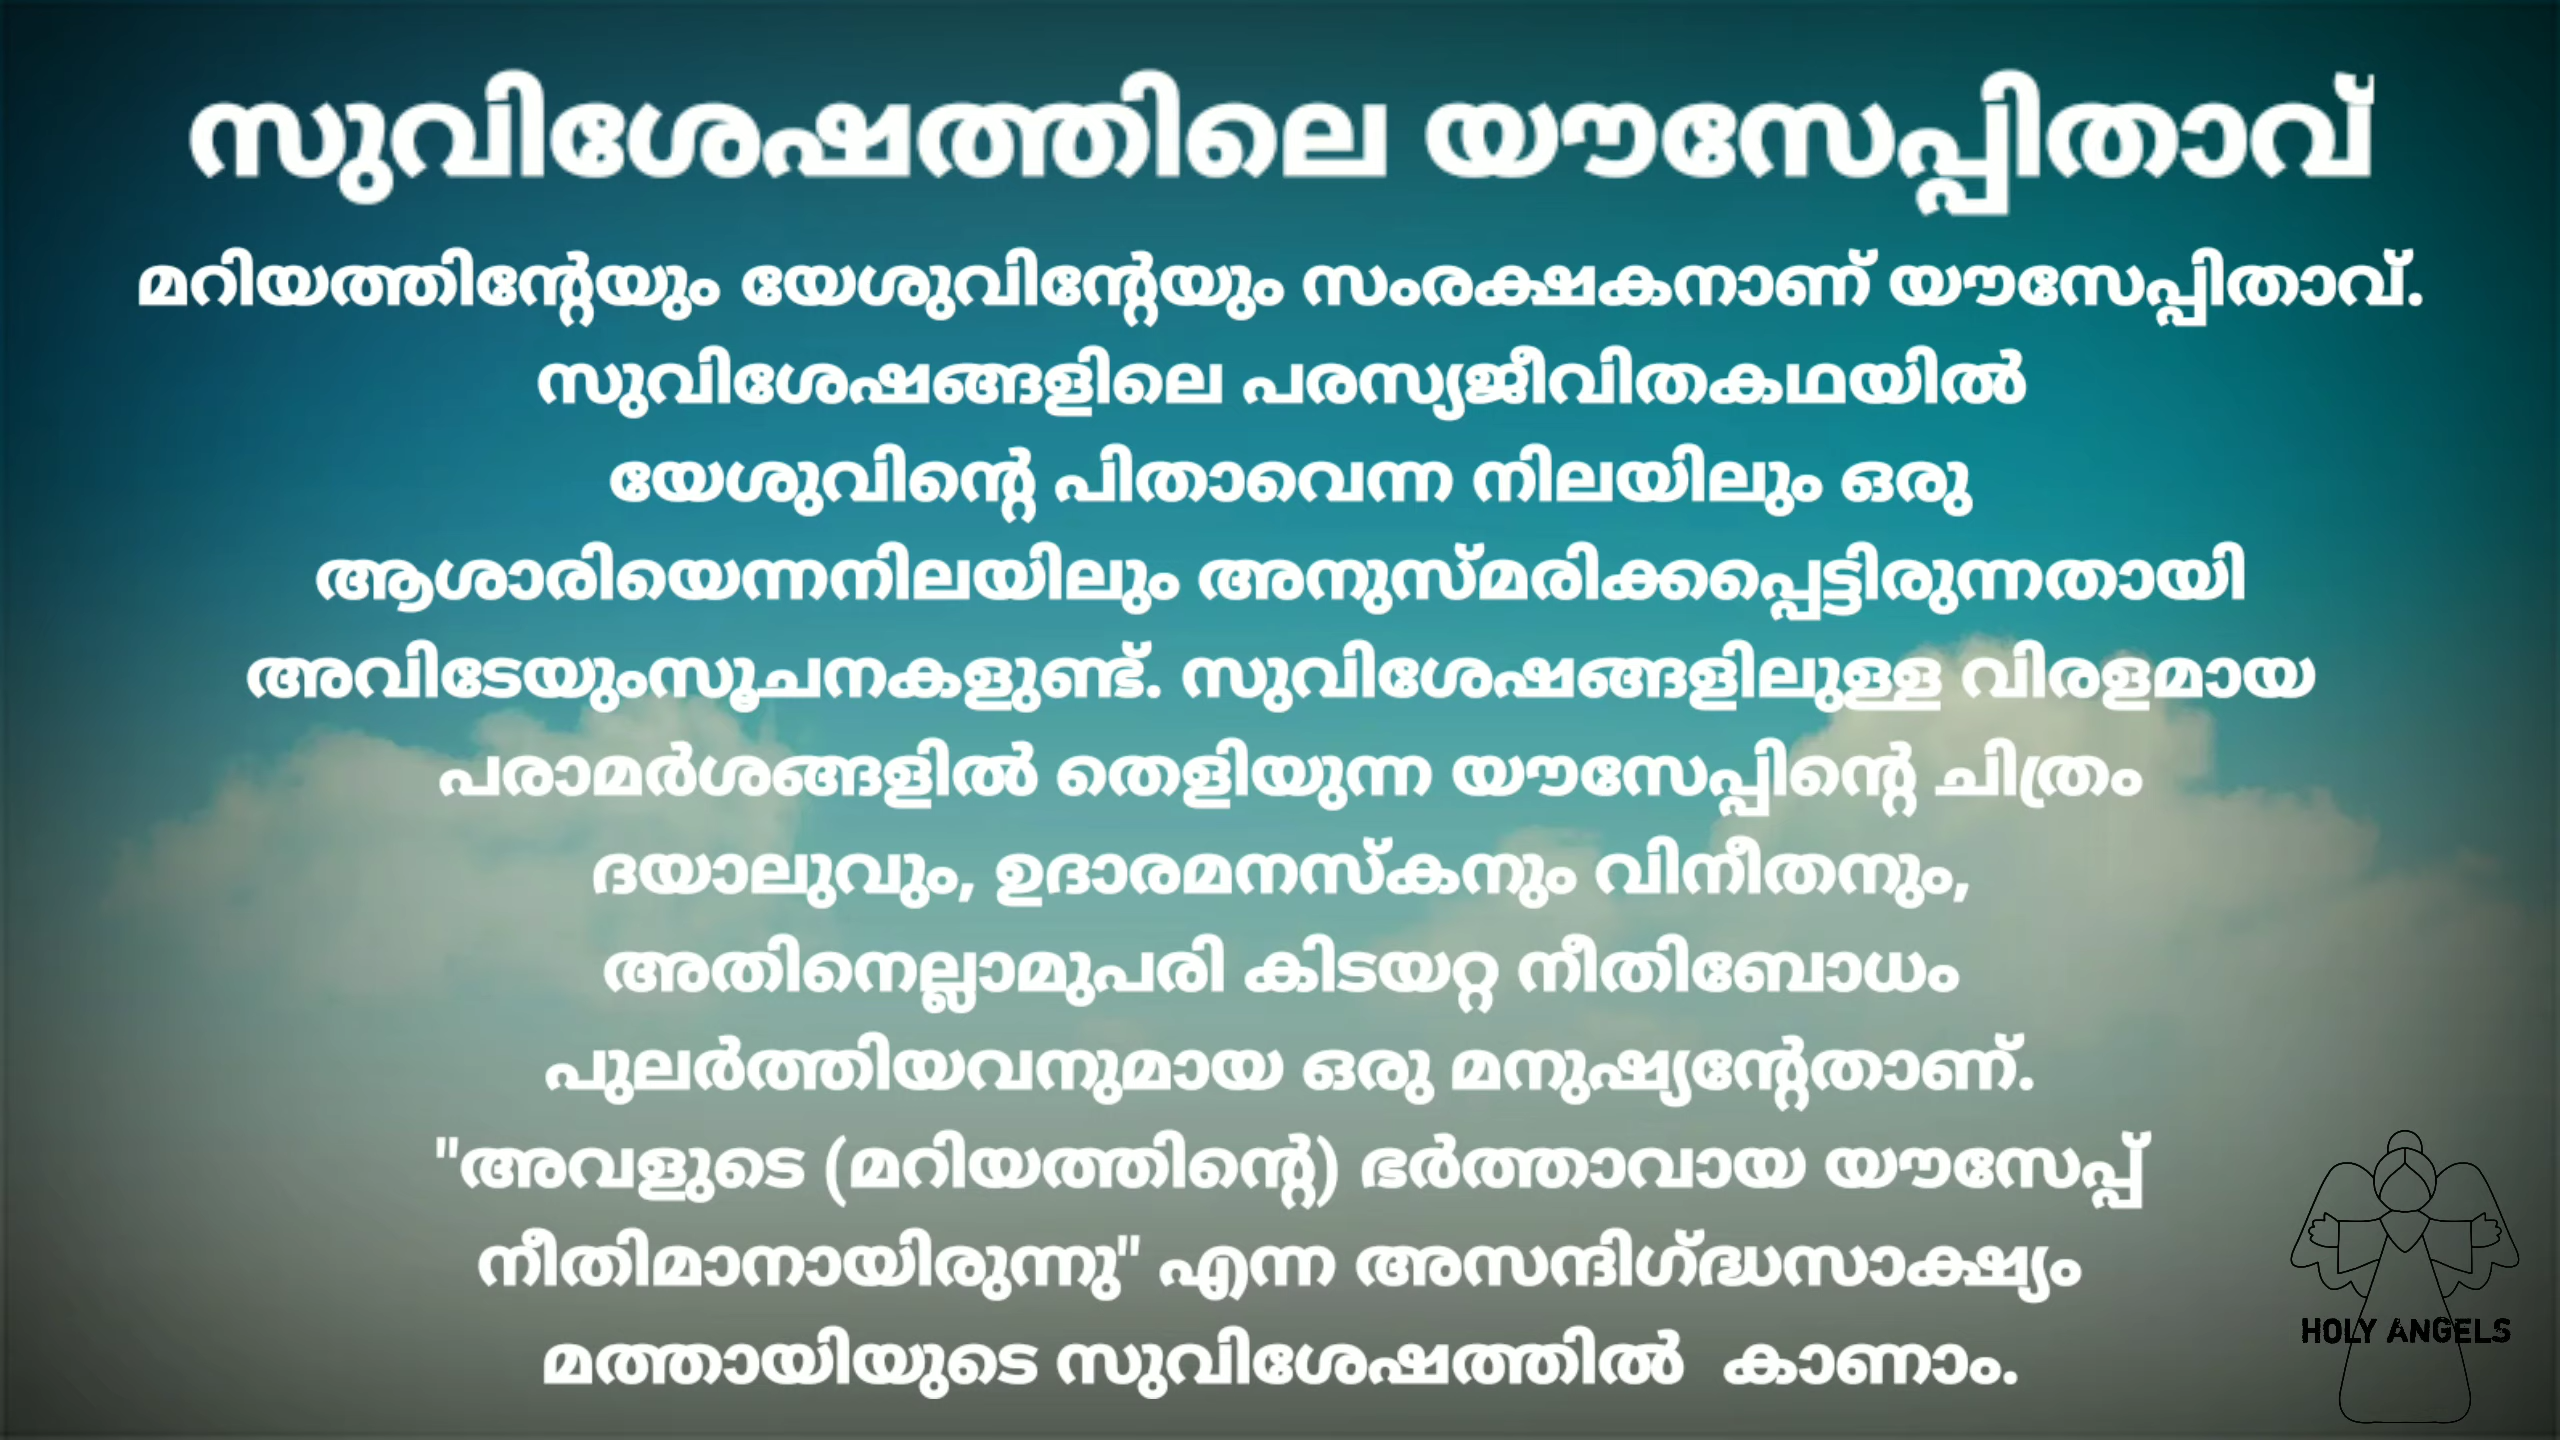 സുവിശേഷത്തിലെ യൗസേപ്പിതാവ്
മറിയത്തിന്റേയും യേശുവിന്റേയും സംരക്ഷകനാണ് യൗസേപ്പിതാവ്.
സുവിശേഷങ്ങളിലെ പരസ്യജീവിതകഥയിൽ
യേശുവിന്റെ പിതാവെന്ന നിലയിലും ഒരു
ആശാരിയെന്നനിലയിലും അനുസ്മരിക്കപ്പെട്ടിരുന്നതായി
അവിടേയുംസൂചനകളുണ്ട്. സുവിശേഷങ്ങളിലുള്ള വിരളമായ
പരാമർശങ്ങളിൽ തെളിയുന്ന യൗസേപ്പിന്റെ ചിത്രം
ദയാലുവും, ഉദാരമനസ്കനും വിനീതനും,
അതിനെല്ലാമുപരി കിടയറ്റ നീതിബോധം
പുലർത്തിയവനുമായ ഒരു മനുഷ്യന്റേതാണ്.
"അവളുടെ (മറിയത്തിന്റെ) ഭർത്താവായ യൗസേപ്പ്
നീതിമാനായിരുന്നു" എന്ന അസന്ദിഗ്ദ്ധസാക്ഷ്യം
മത്തായിയുടെ സുവിശേഷത്തിൽ കാണാം.
HOLY ANGELS